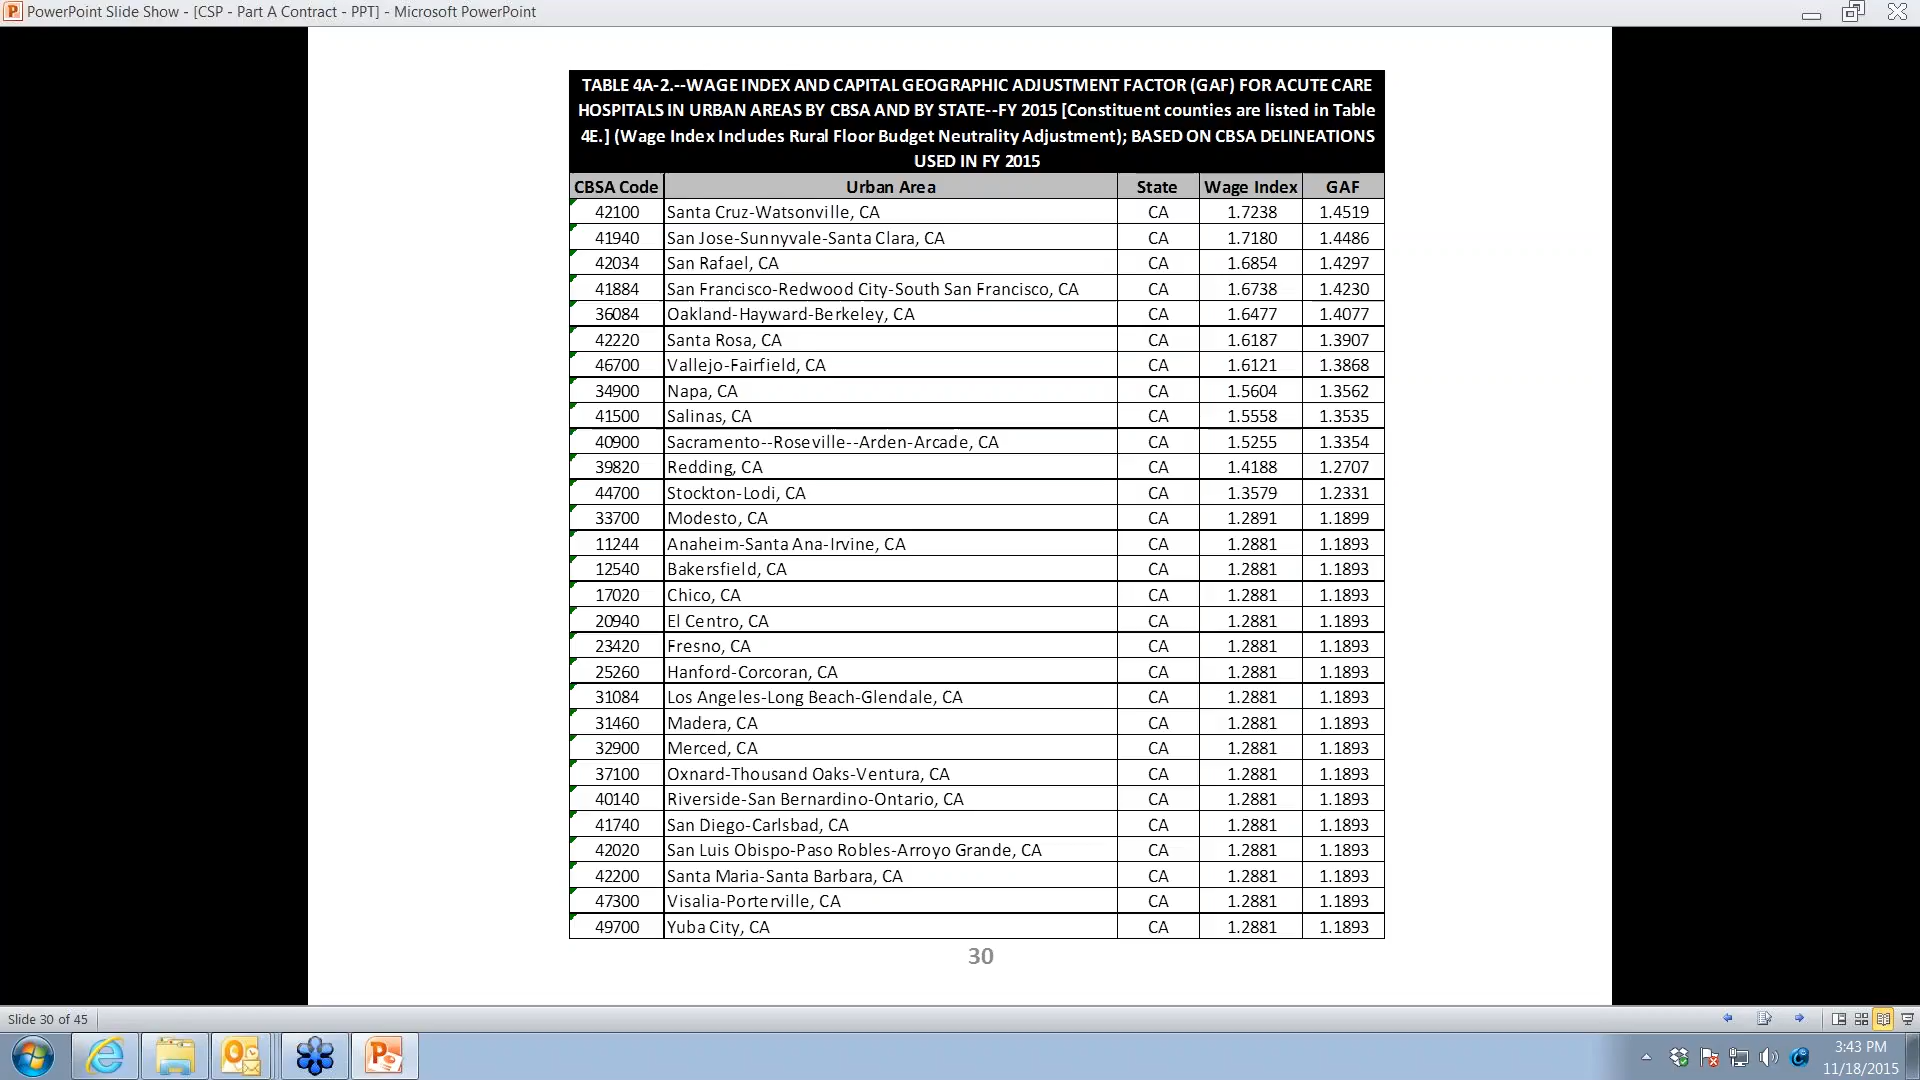 PowerPoint Slide Show - [CSP - Part A Contract - PPT] - Microsoft PowerPoint
TABLE 4A-2.--WAGE INDEX AND CAPITAL GEOGRAPHIC ADJUSTMENT FACTOR (GAF) FOR ACUTE CARE
HOSPITALS IN URBAN AREAS BY CBSA AND BY STATE--FY 2015 [Constituent counties are listed in Table
4E.] (Wage Index Includes Rural Floor Budget Neutrality Adjustment); BASED ON CBSA DELINEATIONS
USED IN FY 2015
CBSA Code Urban Area State Wage Index GAF
42100 Santa Cruz-Watsonville, CA CA 1.7238 1.4519
41940 San Jose-Sunnyvale-Santa Clara, CA CA 1.7180 1.4486
42034 San Rafael, CA CA 1.6854 1.4297
41884 San Francisco-Redwood City-South San Francisco, CA CA 1.6738 1.4230
36084 Oakland-Hayward-Berkeley, CA CA 1.6477 1.4077
42220 Santa Rosa, CA CA 1.6187 1.3907
46700 Vallejo-Fairfield, CA CA 1.6121 1.3868
34900 Napa, CA CA 1.5604 1.3562
41500 Salinas, CA CA 1.5558 1.3535
40900 Sacramento--Roseville--Arden-Arcade, CA CA 1.5255 1.3354
39820 Redding, CA CA 1.4188 1.2707
44700 Stockton-Lodi, CA CA 1.3579 1.2331
33700 Modesto, CA CA 1.2891 1.1899
11244 Anaheim-Santa Ana-Irvine, CA CA 1.2881 1.1893
12540 Bakersfield, CA CA 1.2881 1.1893
17020 Chico, CA CA 1.2881 1.1893
20940 El Centro, CA CA 1.2881 1.1893
23420 Fresno, CA CA 1.2881 1.1893
25260 Hanford-Corcoran, CA CA 1.2881 1.1893
31084 Los Angeles-Long Beach-Glendale, CA CA 1.2881 1.1893
31460 Madera, CA CA 1.2881 1.1893
32900 Merced, CA CA 1.2881 1.1893
37100 Oxnard-Thousand Oaks-Ventura, CA CA 1.2881 1.1893
40140 Riverside-San Bernardino-Ontario, CA CA 1.2881 1.1893
41740 San Diego-Carlsbad, CA CA 1.2881 1.1893
42020 San Luis Obispo-Paso Robles-Arroyo Grande, CA CA 1.2881 1.1893
42200 Santa Maria-Santa Barbara, CA CA 1.2881 1.1893
47300 Visalia-Porterville, CA CA 1.2881 1.1893
49700 Yuba City, CA CA 1.2881 1.1893
30
Slide 30 of 45
3:43 PM
11/18/2015